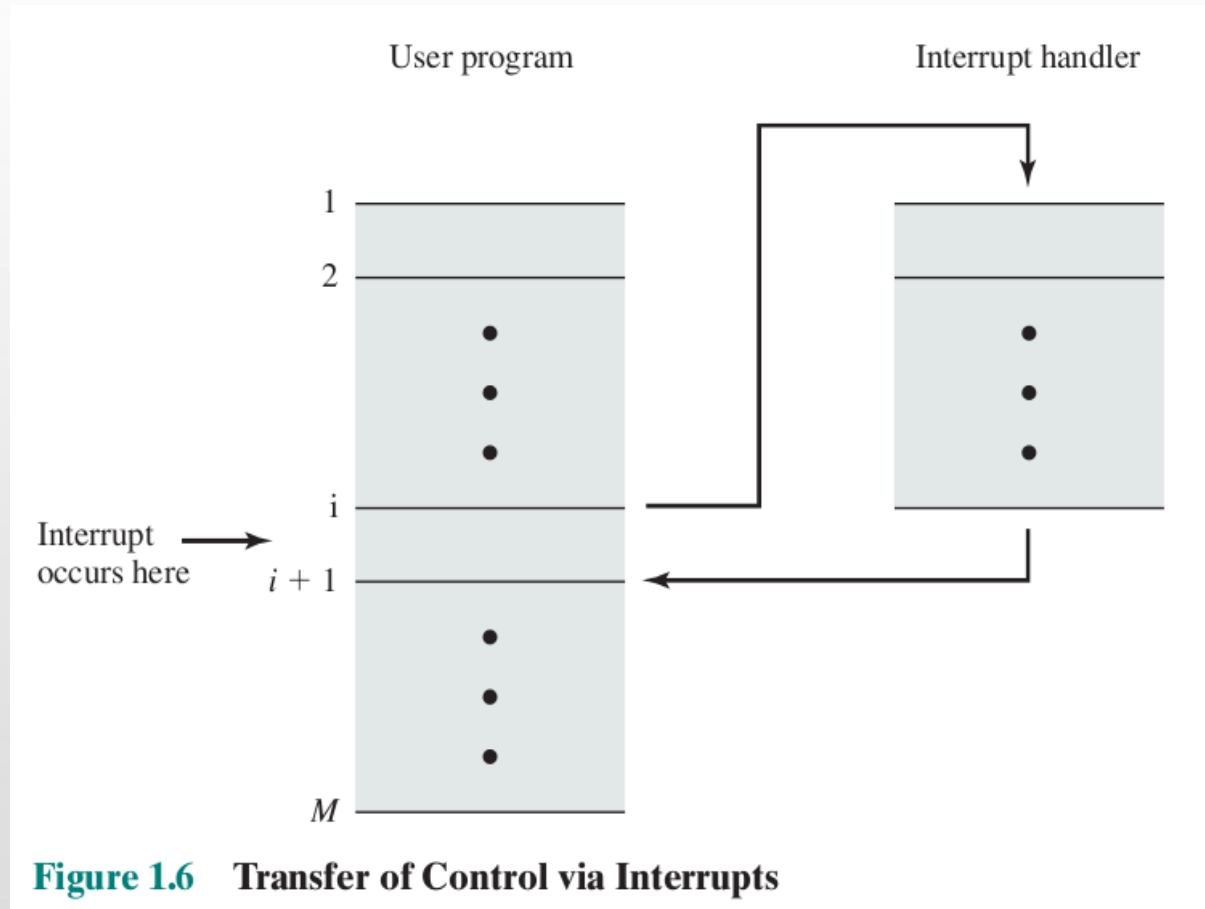 User program
Interrupt handler
1
2
i
Interrupt
occurs here
i + 1
M
Figure 1.6 Transfer of Control via Interrupts